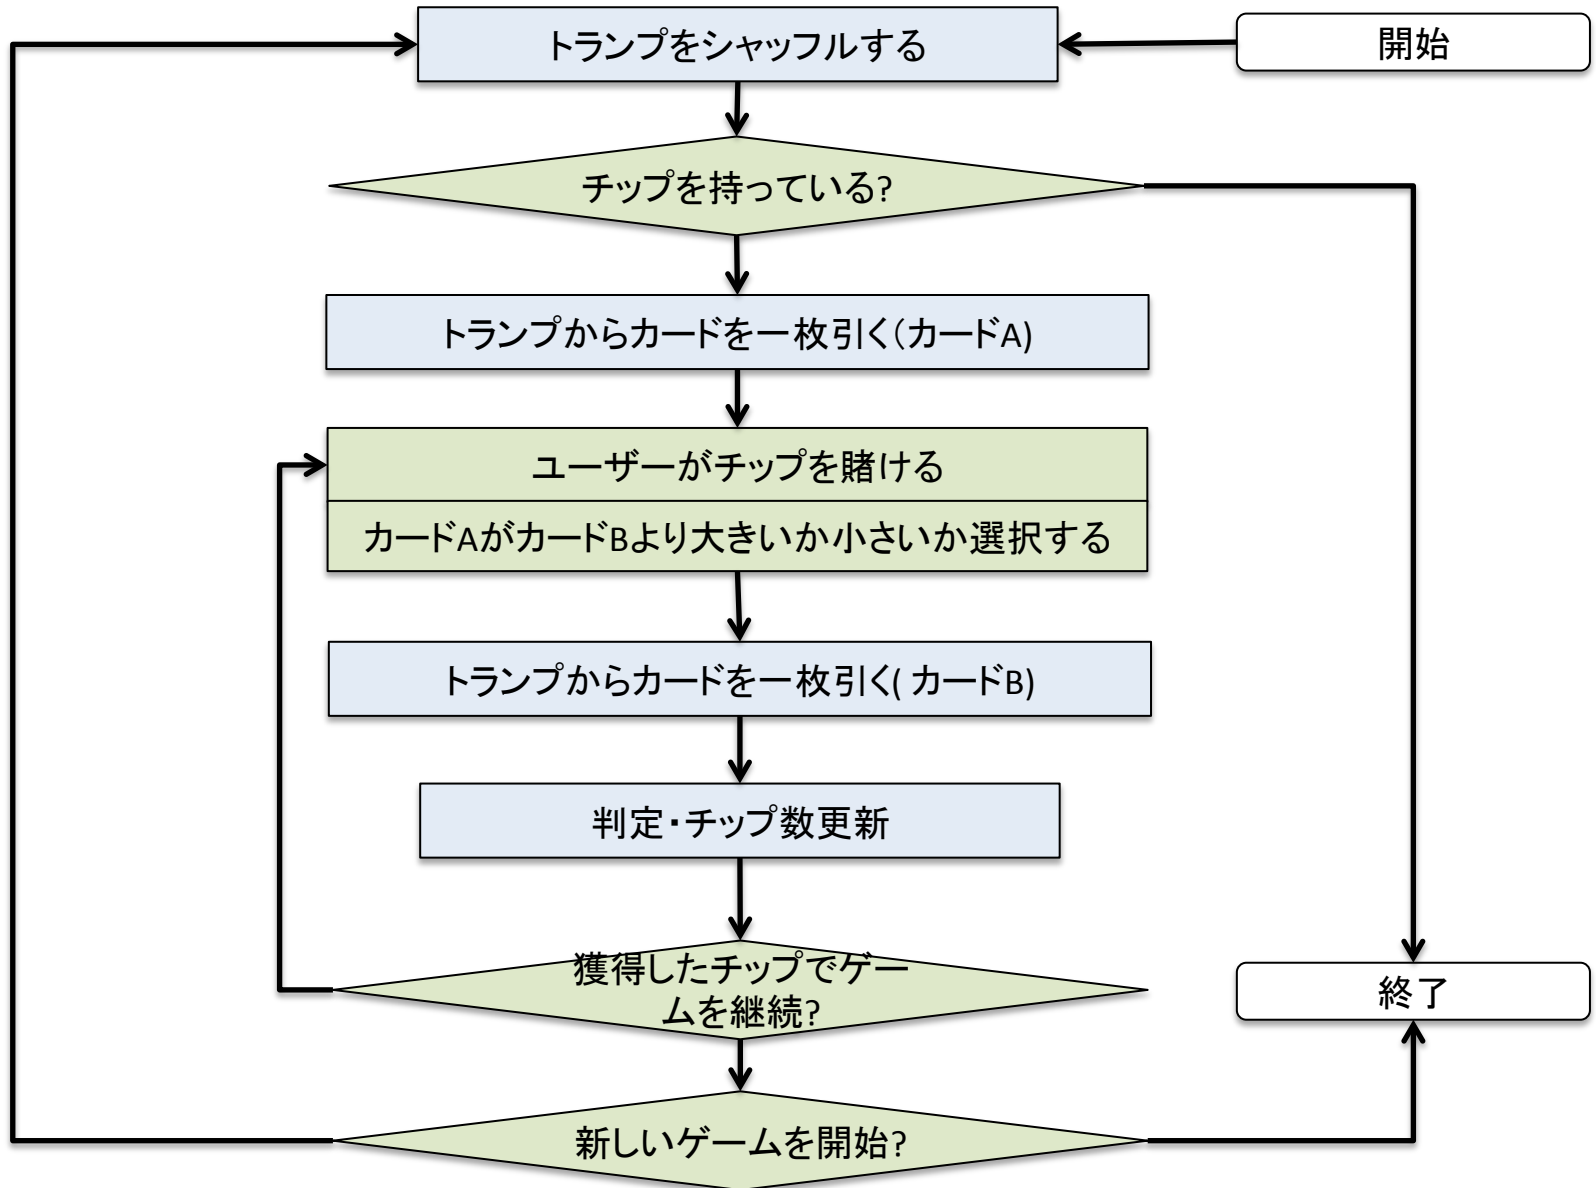 トランプをシャッフルする
開始
チップを持っている?
トランプからカードを一枚引く(カードA)
ユーザーがチップを賭ける
カードAがカードBより大きいか小さいか選択する
トランプからカードを一枚引く( カードB)
判定・チップ数更新
獲得したチップでゲー
ムを継続?
終了
新しいゲームを開始?